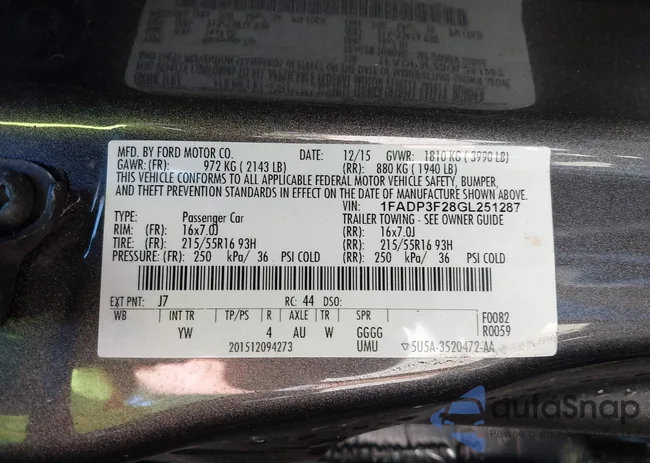 MFD. BY FORD MOTOR CO. DATE: 12/15 GVWR: 1810 KG ( 3990 LB)
GAWR: (FR): 972 KG ( 2143 LB) (RR): 880 KG ( 1940 LB)
THIS VEHICLE CONFORMS TO ALL APPLICABLE FEDERAL MOTOR VEHICLE SAFETY, BUMPER,
AND THEFT PREVENTION STANDARDS IN EFFECT ON THE DATE OF MANUFACTURE SHOWN ABOVE.
VIN: 1FADP3F28GL251287
TYPE: Passenger Car TRAILER TOWING - SEE OWNER GUIDE
RIM: (FR): 16x7.0J (RR): 16x7.0J
TIRE: (FR): 215/55R16 93H (RR): 215/55R16 93H
PRESSURE: (FR): 250 kPa/ 36 PSI COLD (RR): 250 kPa/ 36 PSI COLD
EXT PNT: J7 RC: 44 DSO:
WB INT TR TP/PS R AXLE TR SPR F0082
YW 4 AU W GGGG R0059
201512094273 UMU ▽5U5A-3520472-AA
autoSnap